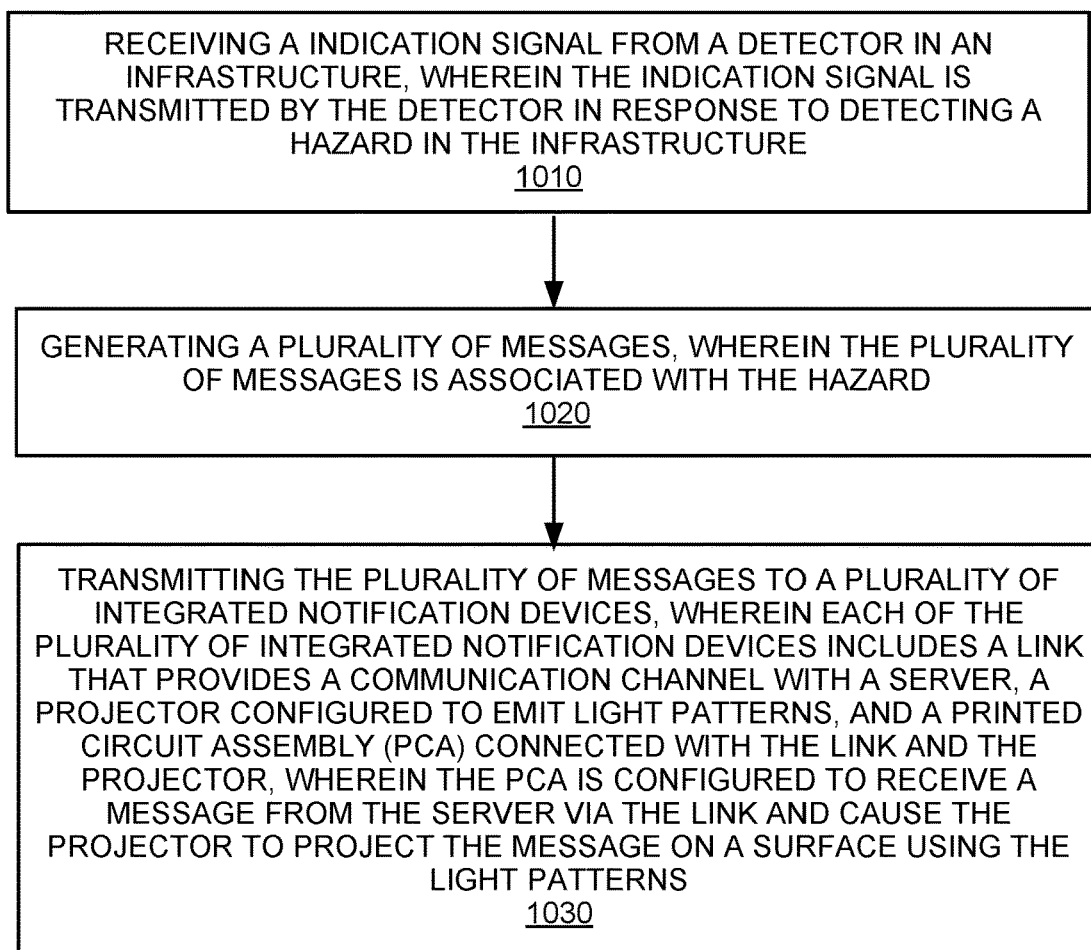 RECEIVING A INDICATION SIGNAL FROM A DETECTOR IN AN
INFRASTRUCTURE, WHEREIN THE INDICATION SIGNAL IS
TRANSMITTED BY THE DETECTOR IN RESPONSE TO DETECTING A
HAZARD IN THE INFRASTRUCTURE
1010
GENERATING A PLURALITY OF MESSAGES, WHEREIN THE PLURALITY
OF MESSAGES IS ASSOCIATED WITH THE HAZARD
1020
TRANSMITTING THE PLURALITY OF MESSAGES TO A PLURALITY OF
INTEGRATED NOTIFICATION DEVICES, WHEREIN EACH OF THE
PLURALITY OF INTEGRATED NOTIFICATION DEVICES INCLUDES A LINK
THAT PROVIDES A COMMUNICATION CHANNEL WITH A SERVER, A
PROJECTOR CONFIGURED TO EMIT LIGHT PATTERNS, AND A PRINTED
CIRCUIT ASSEMBLY (PCA) CONNECTED WITH THE LINK AND THE
PROJECTOR, WHEREIN THE PCA IS CONFIGURED TO RECEIVE A
MESSAGE FROM THE SERVER VIA THE LINK AND CAUSE THE
PROJECTOR TO PROJECT THE MESSAGE ON A SURFACE USING THE
LIGHT PATTERNS
1030